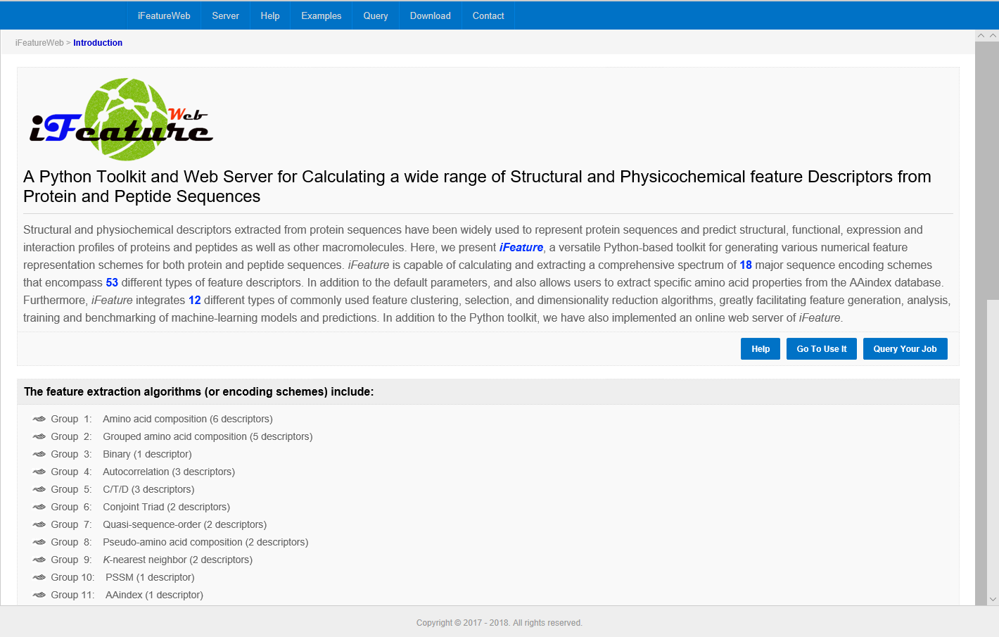 iFeatureWeb Server Help Examples Query Download Contact
iFeatureWeb > Introduction
iFeature Web
A Python Toolkit and Web Server for Calculating a wide range of Structural and Physicochemical feature Descriptors from
Protein and Peptide Sequences
Structural and physiochemical descriptors extracted from protein sequences have been widely used to represent protein sequences and predict structural, functional, expression and
interaction profiles of proteins and peptides as well as other macromolecules. Here, we present iFeature, a versatile Python-based toolkit for generating various numerical feature
representation schemes for both protein and peptide sequences. iFeature is capable of calculating and extracting a comprehensive spectrum of 18 major sequence encoding schemes
that encompass 53 different types of feature descriptors. In addition to the default parameters, and also allows users to extract specific amino acid properties from the AAindex database.
Furthermore, iFeature integrates 12 different types of commonly used feature clustering, selection, and dimensionality reduction algorithms, greatly facilitating feature generation, analysis,
training and benchmarking of machine-learning models and predictions. In addition to the Python toolkit, we have also implemented an online web server of iFeature.
Help Go To Use It Query Your Job
The feature extraction algorithms (or encoding schemes) include:
Group 1: Amino acid composition (6 descriptors)
Group 2: Grouped amino acid composition (5 descriptors)
Group 3: Binary (1 descriptor)
Group 4: Autocorrelation (3 descriptors)
Group 5: C/T/D (3 descriptors)
Group 6: Conjoint Triad (2 descriptors)
Group 7: Quasi-sequence-order (2 descriptors)
Group 8: Pseudo-amino acid composition (2 descriptors)
Group 9: K-nearest neighbor (2 descriptors)
Group 10: PSSM (1 descriptor)
Group 11: AAindex (1 descriptor)
Copyright © 2017 - 2018. All rights reserved.